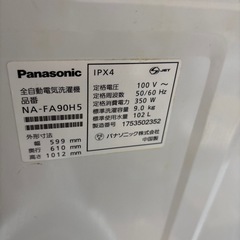 Panasonic
全自動電気洗濯機
品番
NA-FA90H5
外形寸法
幅 599 mm
奥行 610 mm
高さ 1012 mm
IPX4
JET
定格電圧 100 V～
定格周波数 50/60 Hz
定格消費電力 350 W
標準洗濯容量 9.0 kg
標準使用水量 102 L
製造番号 1753502352
パナソニック株式会社
中国製